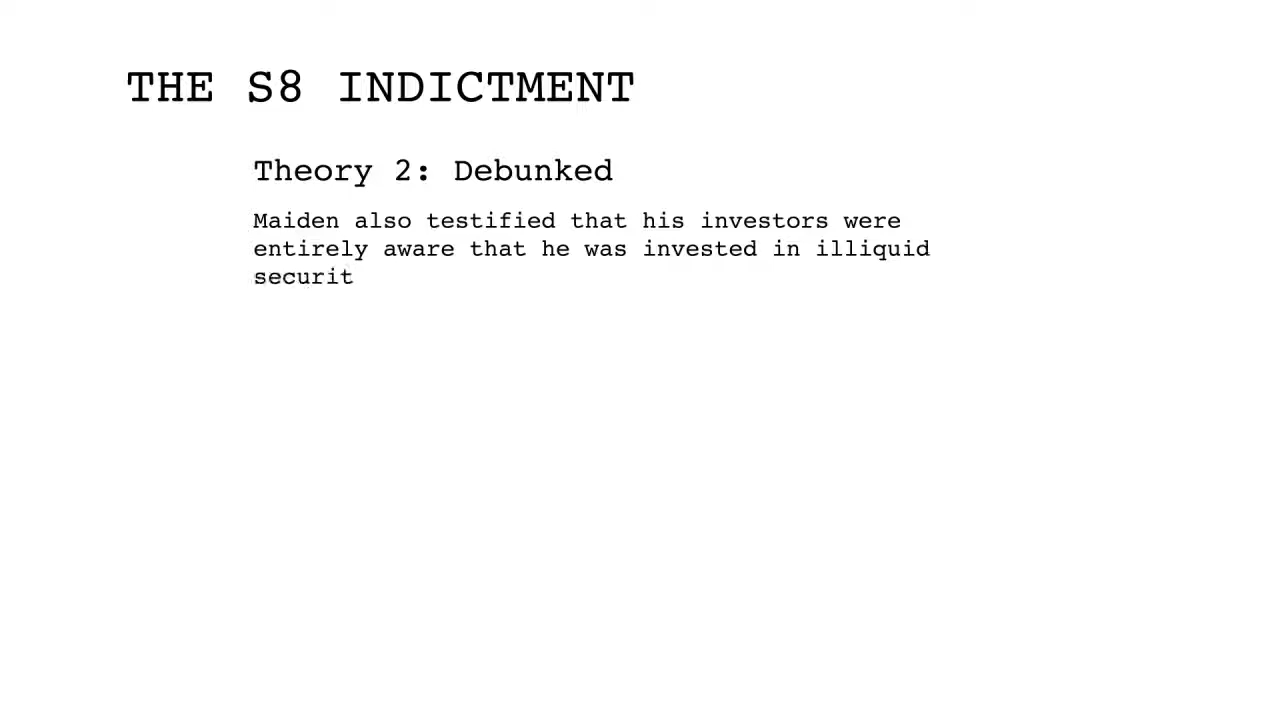 THE S8 INDICTMENT
Theory 2: Debunked
Maiden also testified that his investors were
entirely aware that he was invested in illiquid
securit